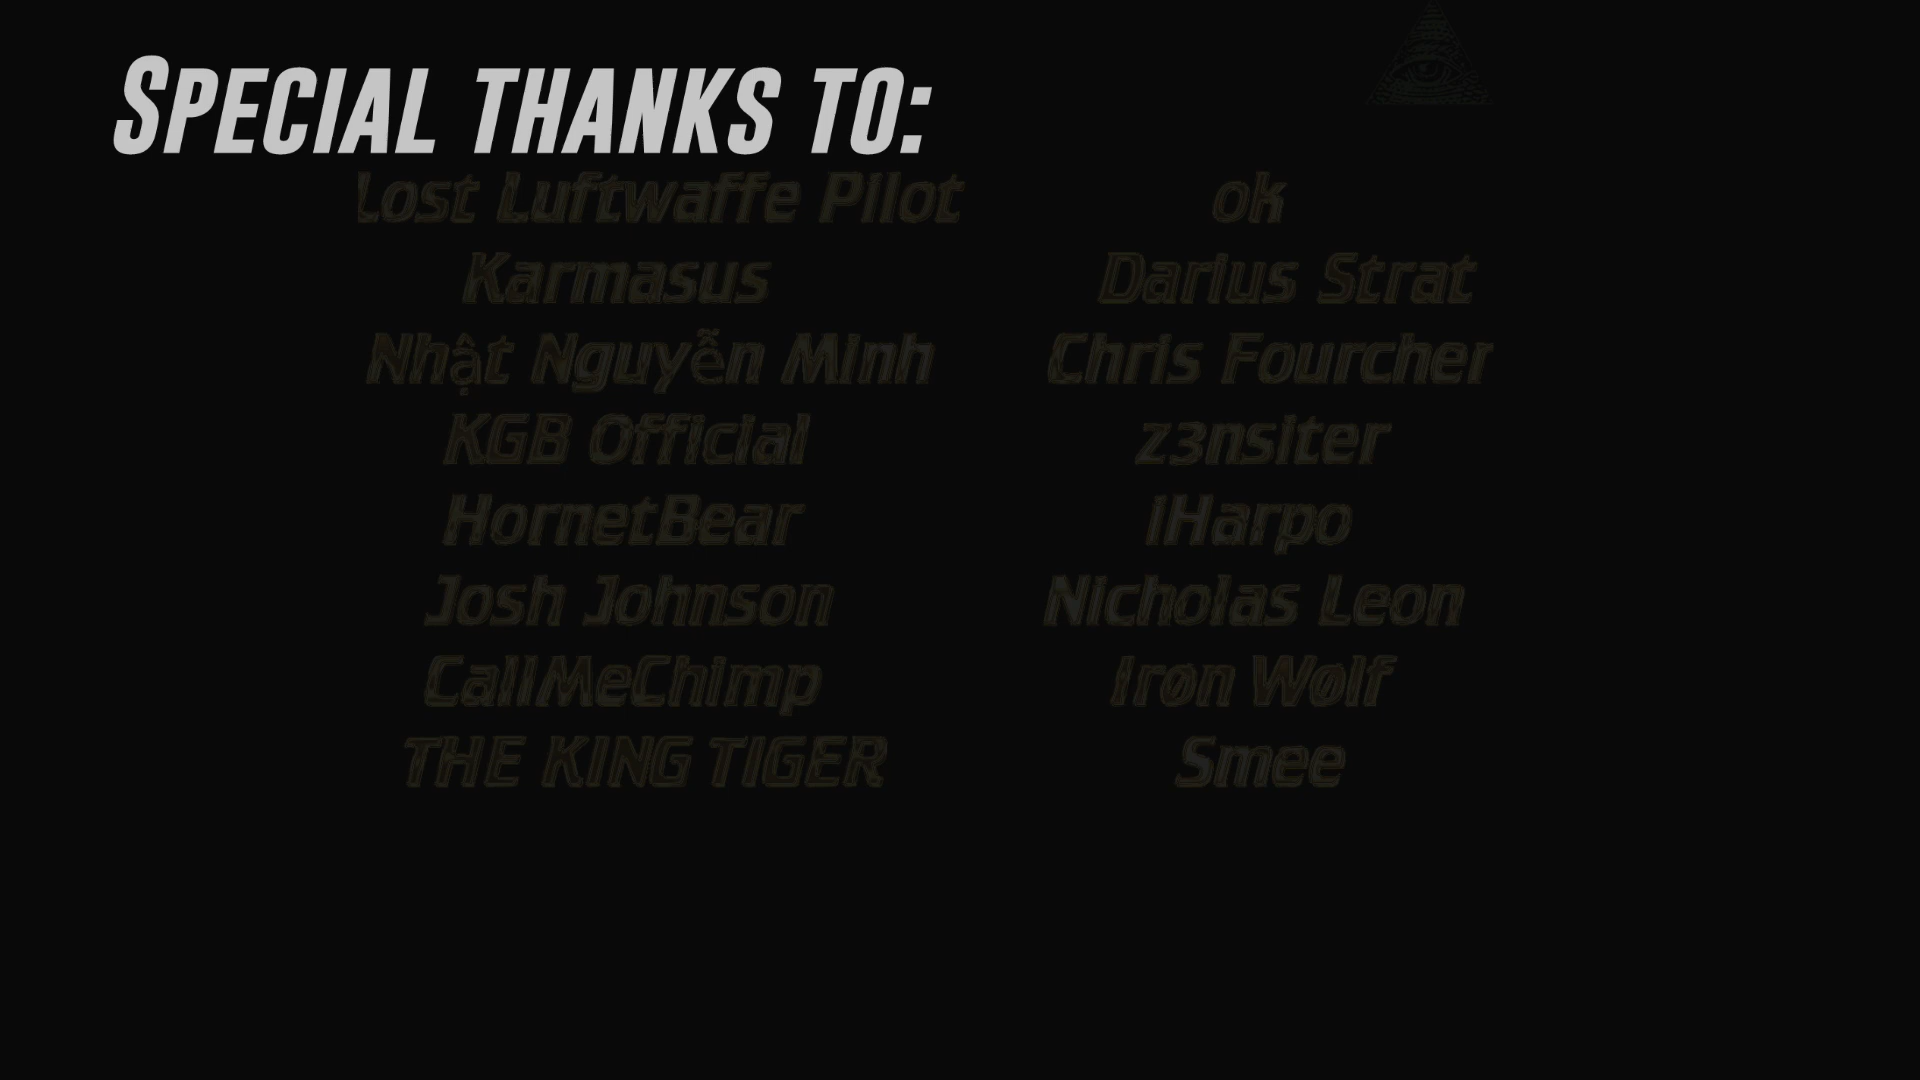 Special thanks to:
Lost Luftwaffe Pilot
Karmasus
Nhật Nguyễn Minh
KGB Official
HornetBear
Josh Johnson
CallMeChimp
THE KING TIGER
ok
Darius Strat
Chris Fourcher
z3nsiter
iHarpo
Nicholas Leon
Irøn Wølf
Smee